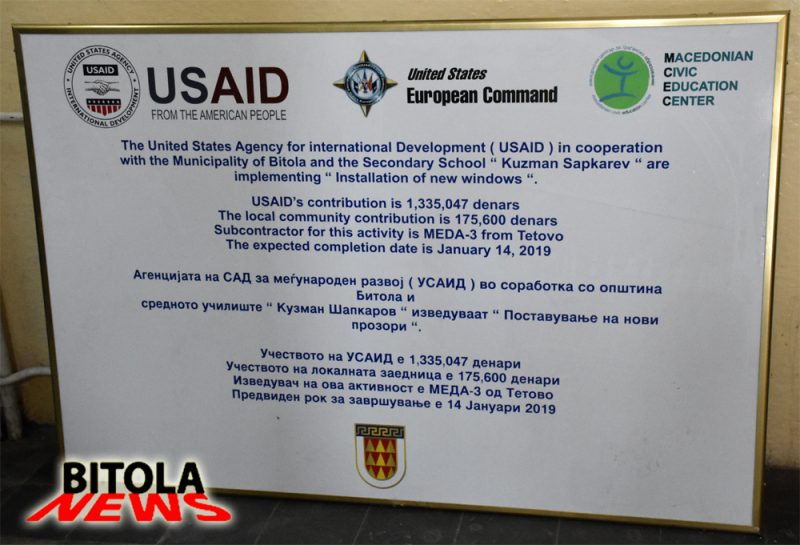 UNITED STATES AGENCY
USAID
INTERNATIONAL DEVELOPMENT
USAID
FROM THE AMERICAN PEOPLE
United States
European Command
MACEDONIAN
CIVIC
EDUCATION
CENTER
The United States Agency for international Development ( USAID ) in cooperation
with the Municipality of Bitola and the Secondary School “ Kuzman Sapkarev “ are
implementing “ Installation of new windows “.
USAID's contribution is 1,335,047 denars
The local community contribution is 175,600 denars
Subcontractor for this activity is MEDA-3 from Tetovo
The expected completion date is January 14, 2019
Агенцијата на САД за меѓународен развој ( УСАИД ) во соработка со општина
Битола и
средното училиште “ Кузман Шапкаров “ изведуваат “ Поставување на нови
прозори “.
Учеството на УСАИД е 1,335,047 денари
Учеството на локалната заедница е 175,600 денари
Изведувач на ова активност е МЕДА-3 од Тетово
Предвиден рок за завршување е 14 Јануари 2019
BITOLA
NEWS